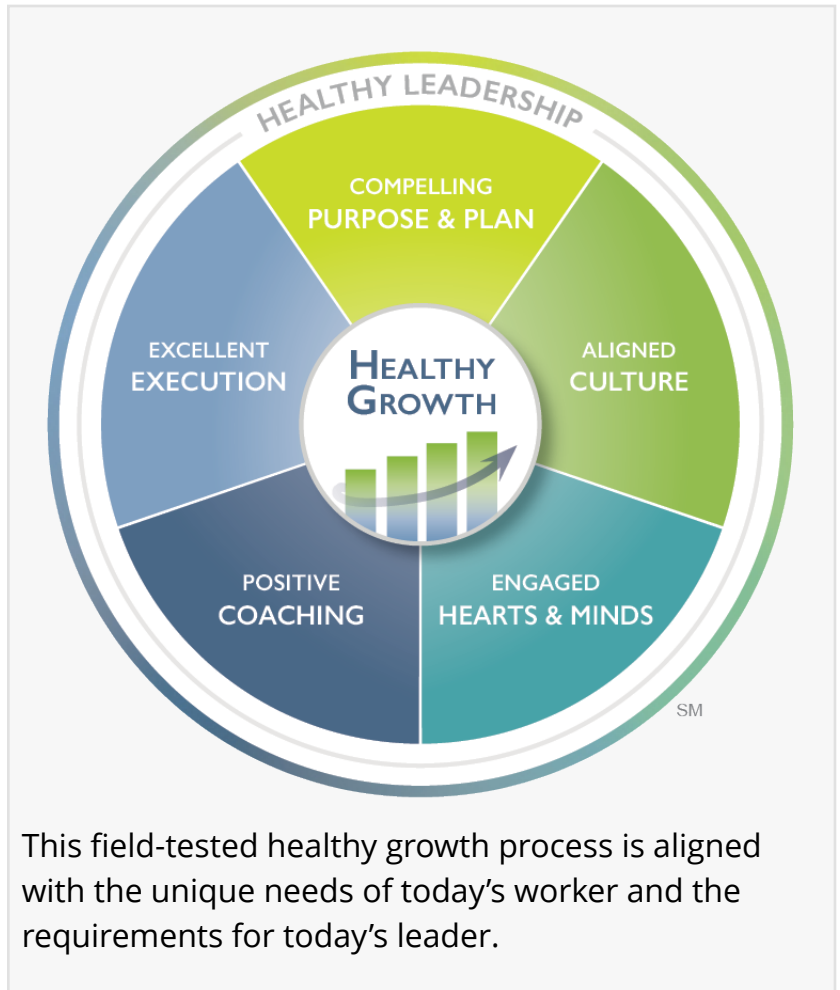 HEALTHY LEADERSHIP
COMPELLING
PURPOSE & PLAN
EXCELLENT
EXECUTION
HEALTHY
GROWTH
ALIGNED
CULTURE
POSITIVE
COACHING
ENGAGED
HEARTS & MINDS
SM
This field-tested healthy growth process is aligned
with the unique needs of today’s worker and the
requirements for today’s leader.